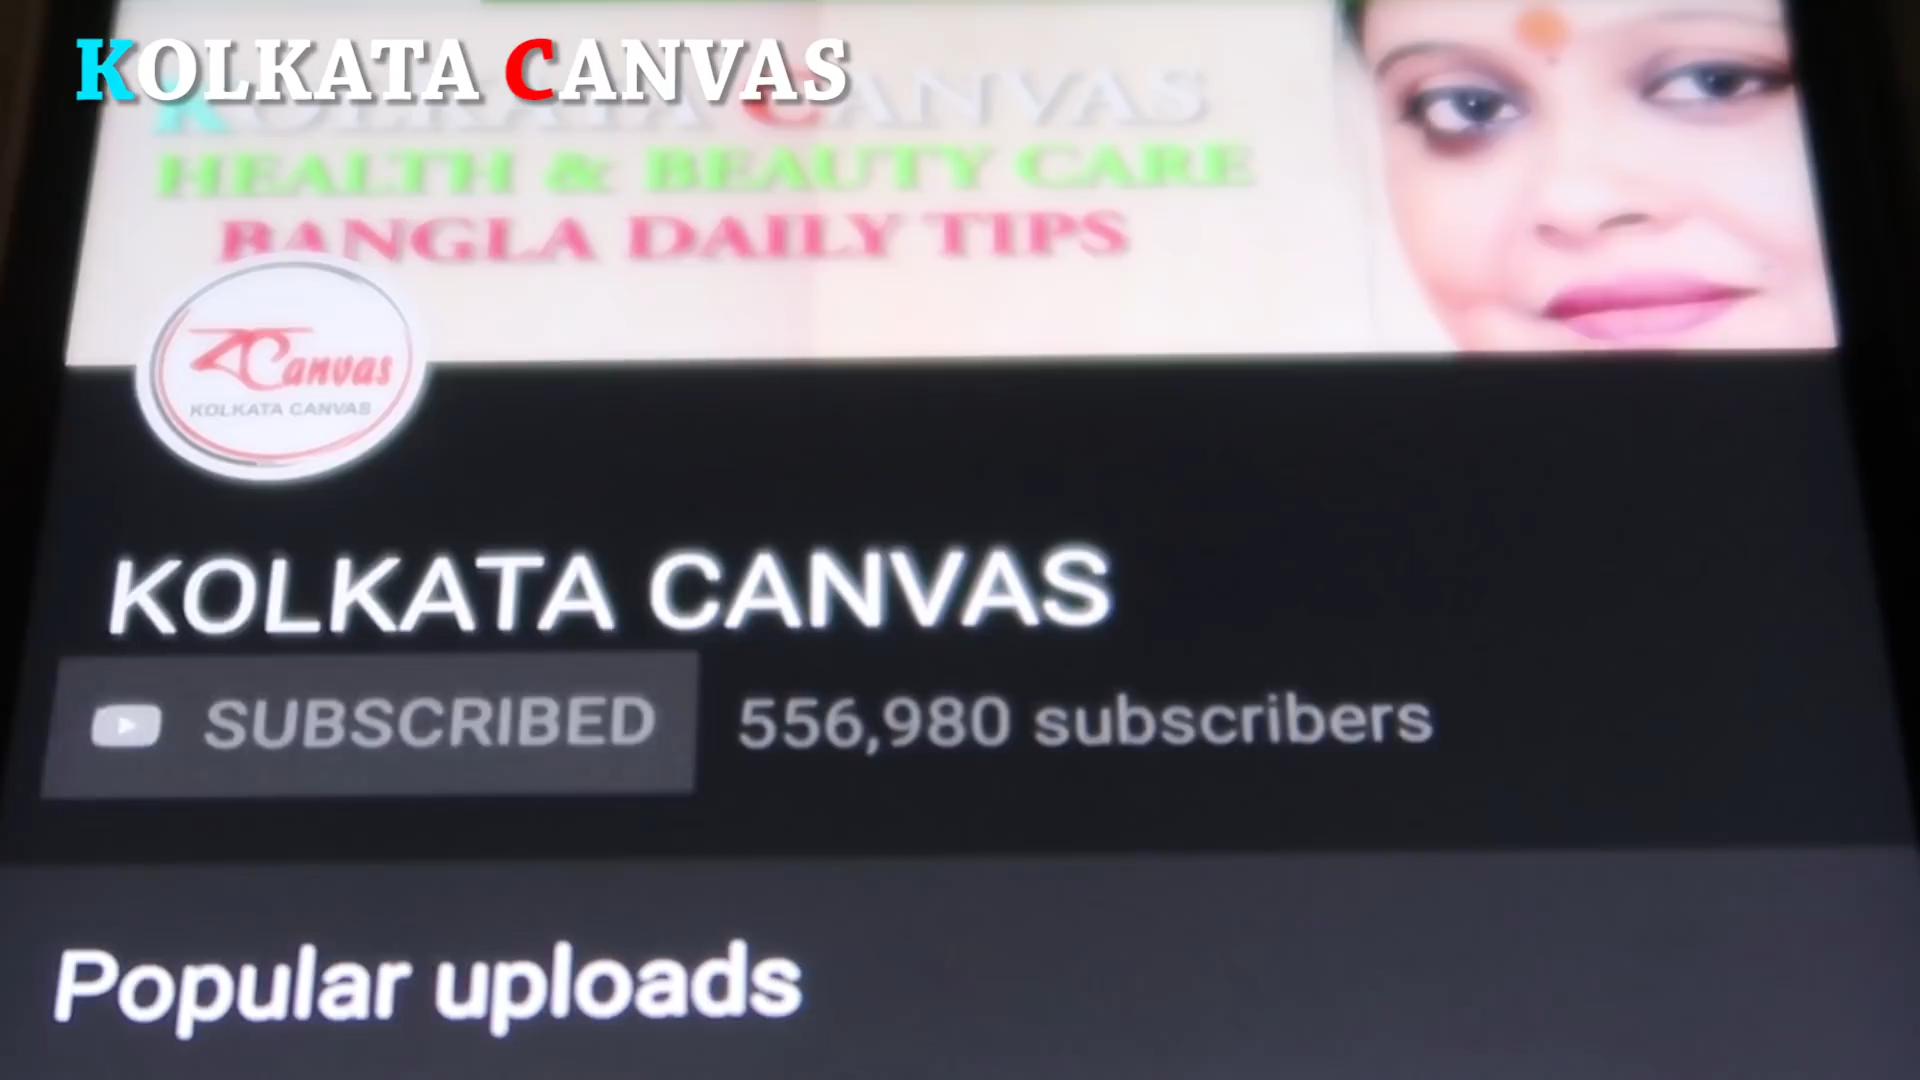 KOLKATA CANVAS
KOLKATA CANVAS
HEALTH & BEAUTY CARE
BANGLA DAILY TIPS
Canvas
KOLKATA CANVAS
KOLKATA CANVAS
SUBSCRIBED 556,980 subscribers
Popular uploads